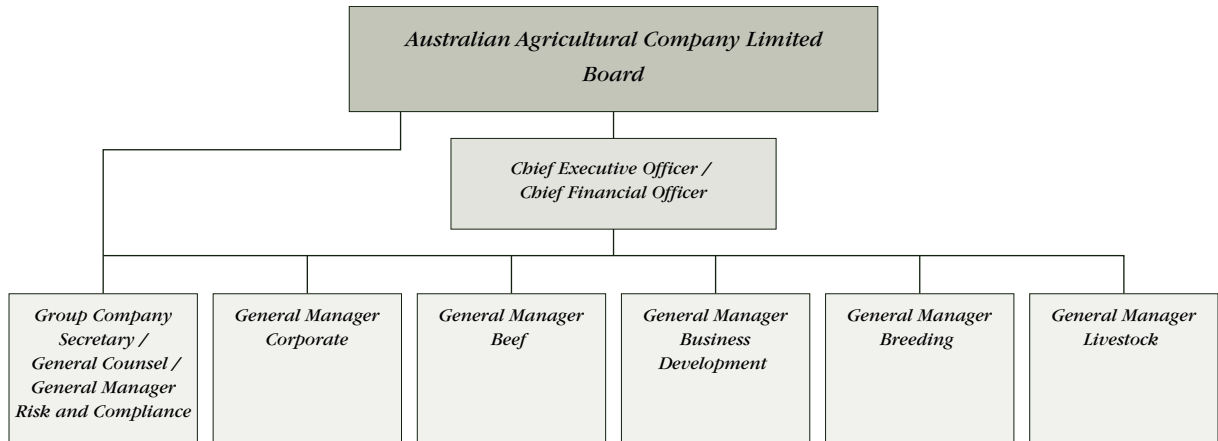 Australian Agricultural Company Limited
Board
Chief Executive Officer /
Chief Financial Officer
Group Company
Secretary /
General Counsel /
General Manager
Risk and Compliance
General Manager
Corporate
General Manager
Beef
General Manager
Business
Development
General Manager
Breeding
General Manager
Livestock